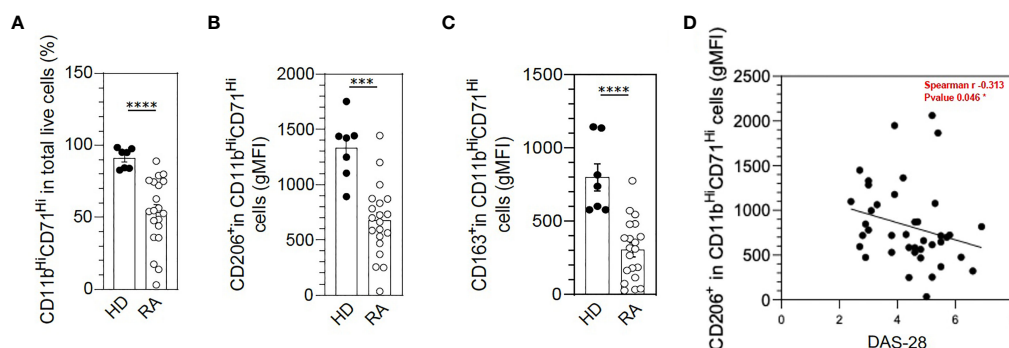 A
CD11bHiCD71Hi in total live cells (%)
150
100
50
0
****
HD
RA
B
CD206+in CD11bHiCD71Hi
cells (gMFI)
2000
1500
1000
500
0
***
HD
RA
C
CD163+in CD11bHiCD71Hi
cells (gMFI)
1500
1000
500
0
****
HD
RA
D
CD206+ in CD11bHiCD71Hi cells (gMFI)
2500
2000
1500
1000
500
0
Spearman r -0.313
Pvalue 0.046 *
0
2
4
6
DAS-28